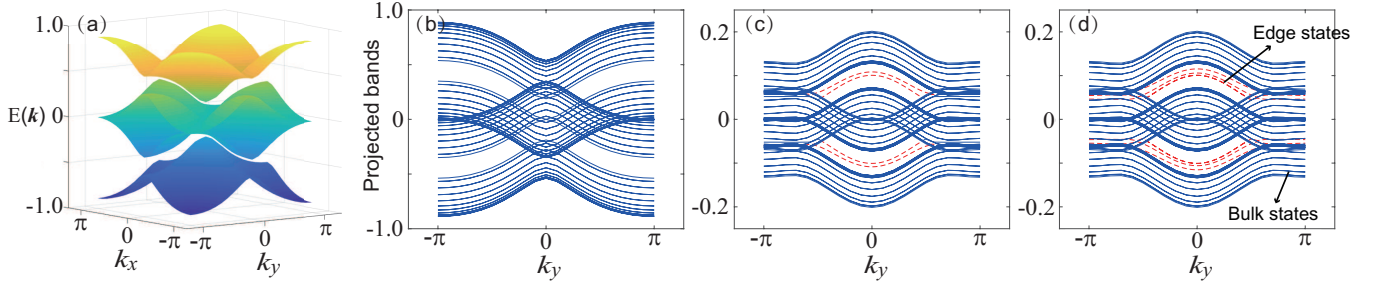 (a)
1.0
E(k) 0
-1.0
π
0
-π
k_x
-π
0
π
k_y
(b)
Projected bands
1.0
0
1.0
-π
0
π
k_y
(c)
0.2
0
-0.2
-π
0
π
k_y
(d)
Edge states
Bulk states
0.2
0
-0.2
-π
0
π
k_y